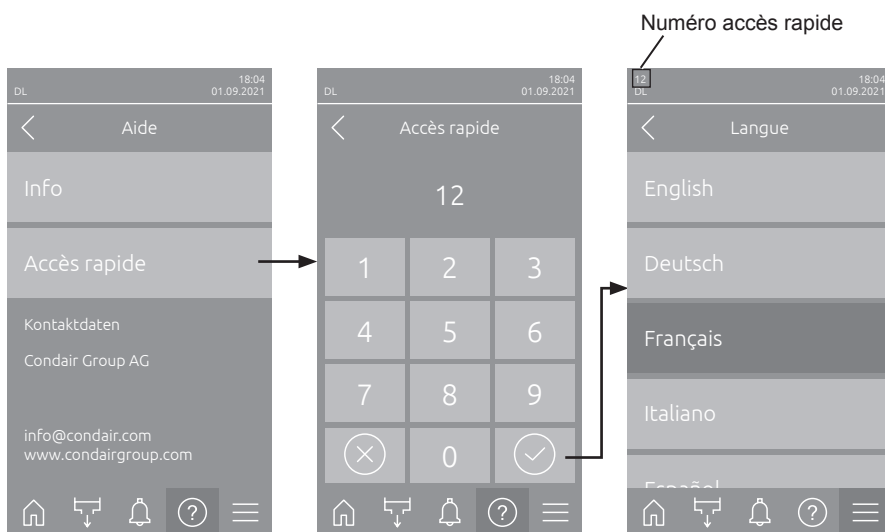 Numéro accès rapide
DL
18:04
01.09.2021
Aide
Info
Accès rapide
Kontaktdaten
Condair Group AG
info@condair.com
www.condairgroup.com
?
DL
18:04
01.09.2021
Accès rapide
12
1 2 3
4 5 6
7 8 9
0
?
12
DL
18:04
01.09.2021
Langue
English
Deutsch
Français
Italiano
Español
?